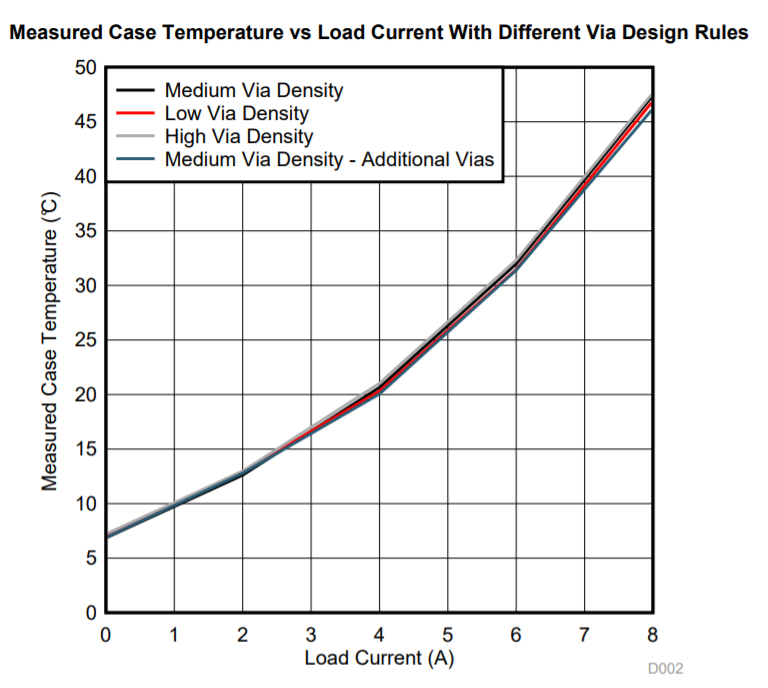 Measured Case Temperature vs Load Current With Different Via Design Rules
50
45
40
35
30
25
20
15
10
5
0
Measured Case Temperature (℃)
Medium Via Density
Low Via Density
High Via Density
Medium Via Density - Additional Vias
0 1 2 3 4 5 6 7 8
Load Current (A)
D002